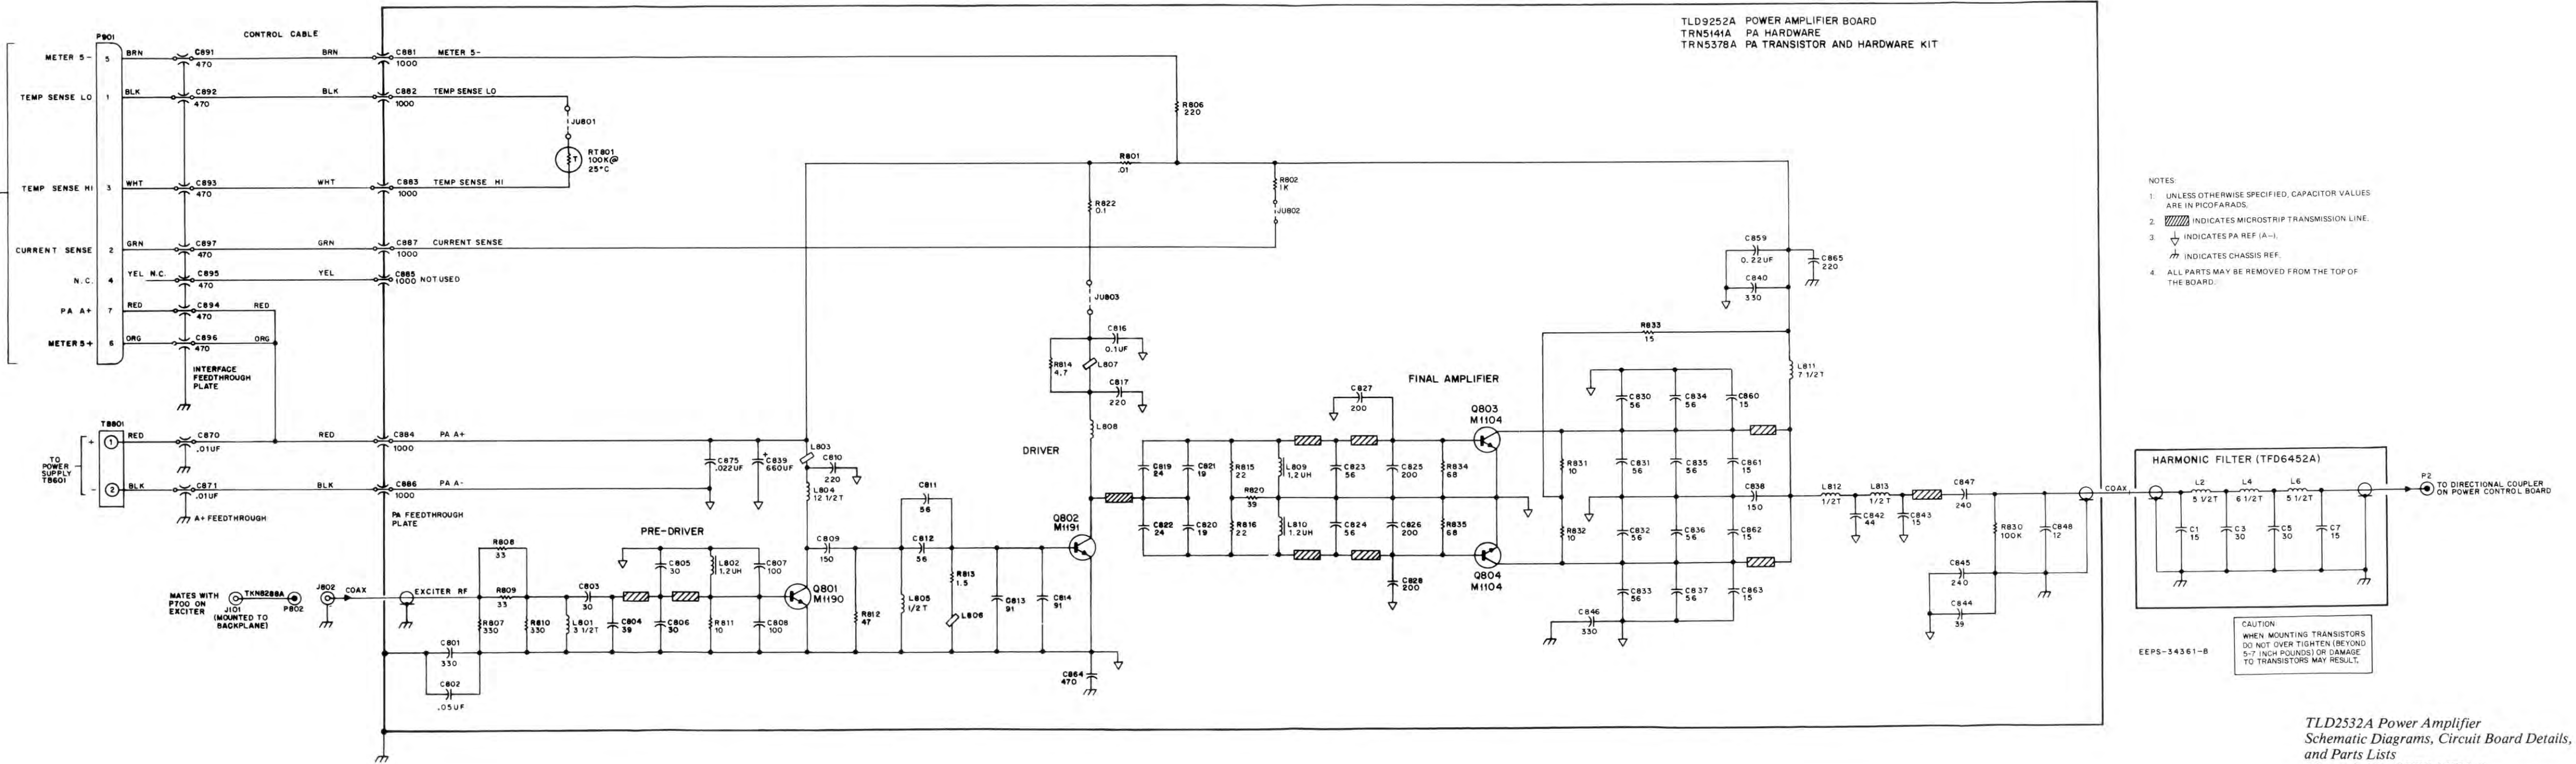 TLD9252A POWER AMPLIFIER BOARD
TRN5141A PA HARDWARE
TRN5378A PA TRANSISTOR AND HARDWARE KIT
P901
CONTROL CABLE
METER 5-
5
BRN
C891
470
BRN
C881
1000
METER 5-
TEMP SENSE LO
1
BLK
C892
470
BLK
C882
1000
TEMP SENSE LO
JU801
RT801
100K@
25°C
T
TEMP SENSE HI
3
WHT
C893
470
WHT
C883
1000
TEMP SENSE HI
CURRENT SENSE
2
GRN
C897
470
GRN
C887
1000
CURRENT SENSE
N.C.
4
YEL N.C.
C895
470
YEL
C885
1000 NOT USED
PA A+
7
RED
C894
470
RED
METER 5+
6
ORG
C896
470
ORG
INTERFACE
FEEDTHROUGH
PLATE
TB801
TO
POWER
SUPPLY
TB601
+
1
RED
C870
.01UF
RED
C884
1000
PA A+
-
2
BLK
C871
.01UF
BLK
C886
1000
PA A-
A+ FEEDTHROUGH
PA FEEDTHROUGH
PLATE
R806
220
R801
.01
R802
1K
JU802
R822
0.1
JU803
C816
0.1UF
R814
4.7
L807
C817
220
L808
DRIVER
C875
.022UF
+
C839
660UF
L803
C810
220
L804
12 1/2T
PRE-DRIVER
MATES WITH
P700 ON
EXCITER
TKN8288A
J101
(MOUNTED TO
BACKPLANE)
P802
J802
COAX
EXCITER RF
R808
33
R809
33
R807
330
R810
330
L801
3 1/2T
C803
30
C804
39
C805
30
C806
30
L802
1.2UH
R811
10
C807
100
C808
100
Q801
M1190
C801
330
C802
.05UF
C809
150
R812
47
C811
56
C812
56
L805
1/2T
R813
1.5
L806
C813
91
C814
91
Q802
M1191
C864
470
FINAL AMPLIFIER
C819
24
C821
19
C822
24
C820
19
R815
22
R820
39
R816
22
L809
1.2UH
L810
1.2UH
C823
56
C824
56
C827
200
C825
200
C826
200
C828
200
R834
68
R835
68
Q803
M1104
Q804
M1104
R831
10
R832
10
R833
15
C859
0.22UF
C840
330
C865
220
L811
7 1/2T
C830
56
C834
56
C860
15
C831
56
C835
56
C861
15
C838
150
C832
56
C836
56
C862
15
C833
56
C837
56
C863
15
C846
330
L812
1/2T
L813
1/2T
C842
44
C843
15
C847
240
R830
100K
C848
12
C845
240
C844
39
COAX
HARMONIC FILTER (TFD6452A)
L2
5 1/2T
L4
6 1/2T
L6
5 1/2T
C1
15
C3
30
C5
30
C7
15
P2
TO DIRECTIONAL COUPLER
ON POWER CONTROL BOARD
NOTES:
1. UNLESS OTHERWISE SPECIFIED, CAPACITOR VALUES
ARE IN PICOFARADS.
2. INDICATES MICROSTRIP TRANSMISSION LINE.
3. INDICATES PA REF (A-).
INDICATES CHASSIS REF.
4. ALL PARTS MAY BE REMOVED FROM THE TOP OF
THE BOARD.
EEPS-34361-B
CAUTION
WHEN MOUNTING TRANSISTORS
DO NOT OVER TIGHTEN (BEYOND
5-7 INCH POUNDS) OR DAMAGE
TO TRANSISTORS MAY RESULT.
TLD2532A Power Amplifier
Schematic Diagrams, Circuit Board Details,
and Parts Lists